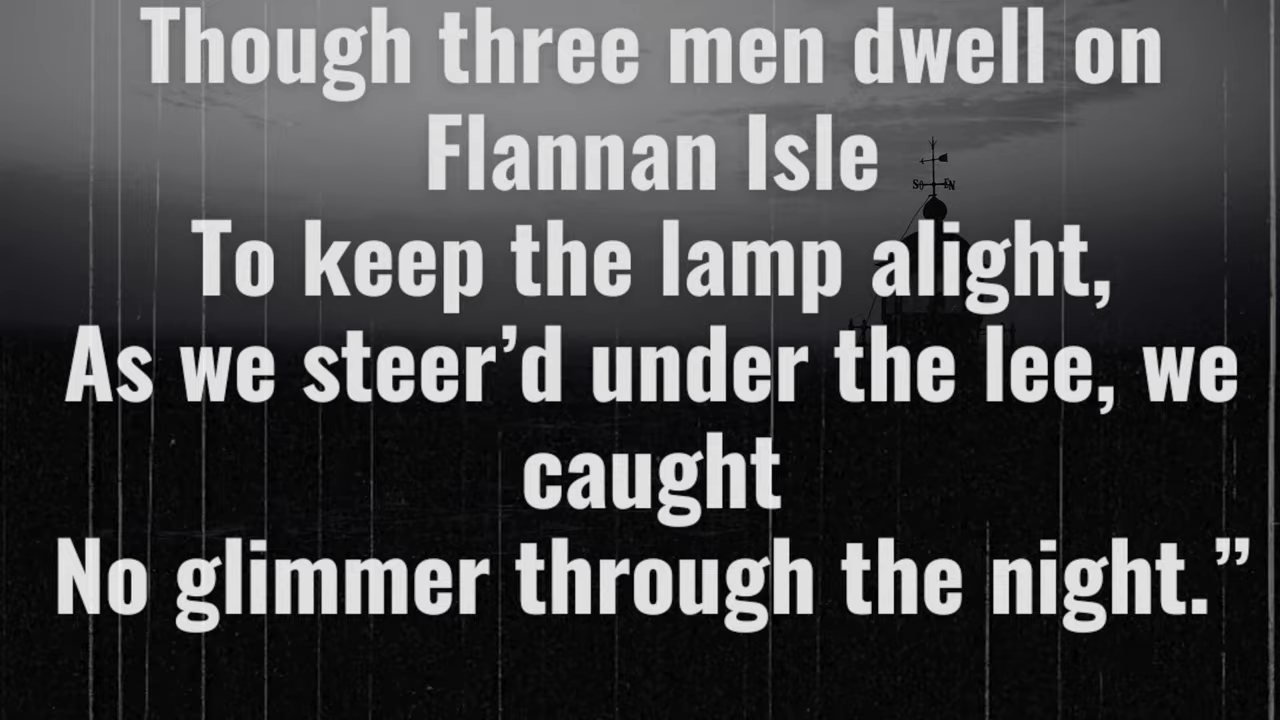 Though three men dwell on
Flannan Isle
To keep the lamp alight,
As we steer’d under the lee, we
caught
No glimmer through the night.”